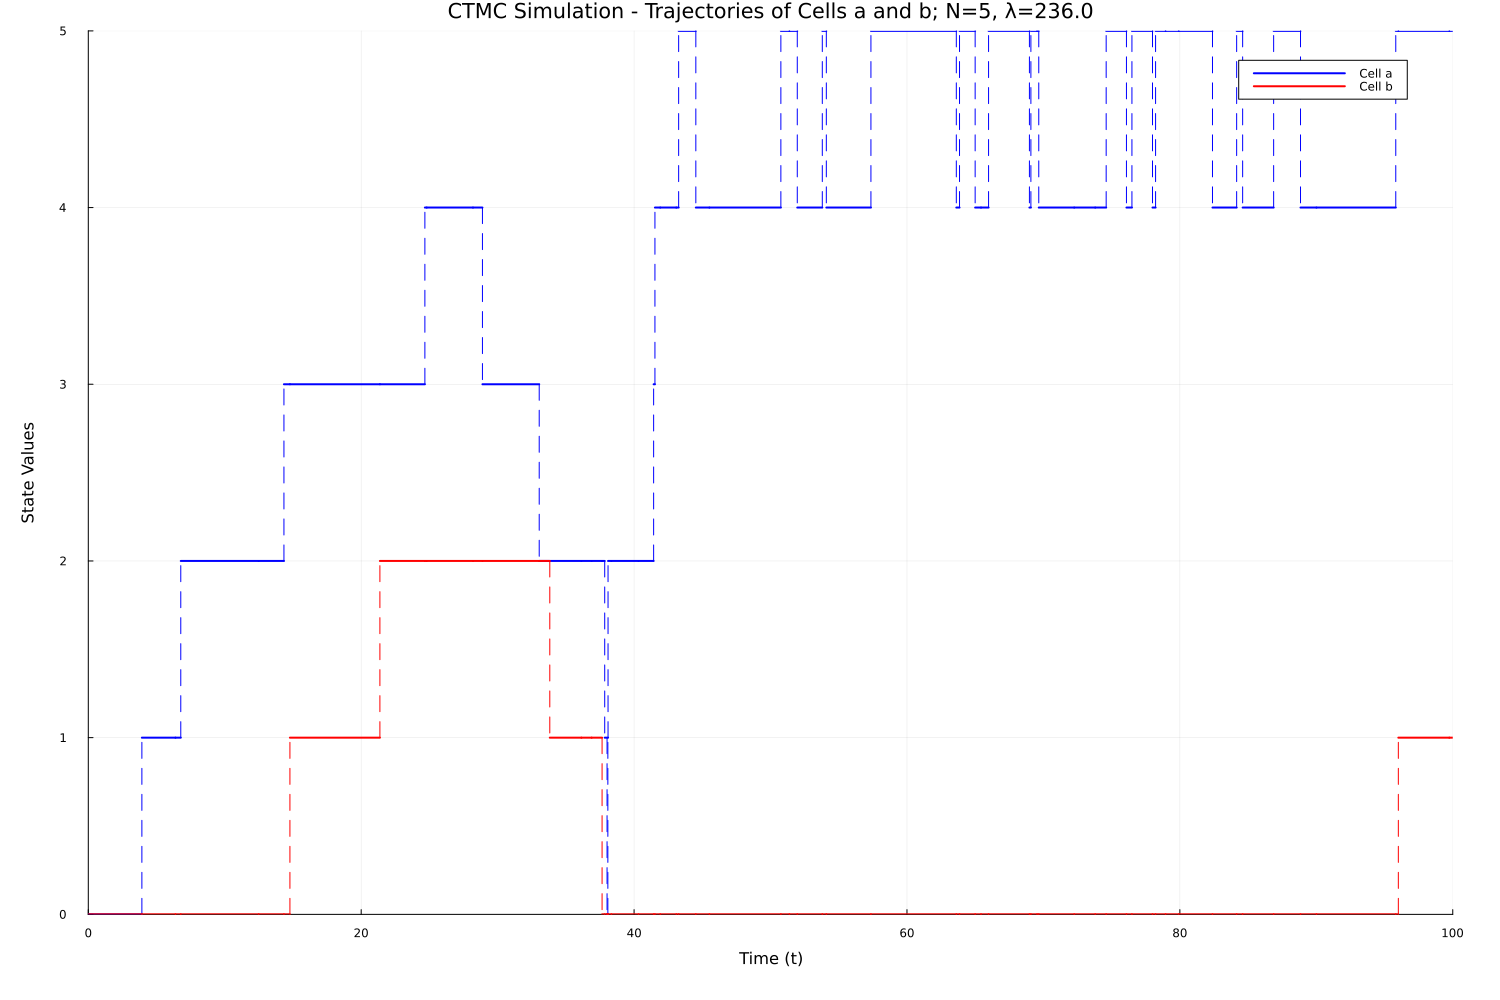 CTMC Simulation - Trajectories of Cells a and b; N=5, λ=236.0
5
Cell a
Cell b
4
3
State Values
2
1
0
0 20 40 60 80 100
Time (t)